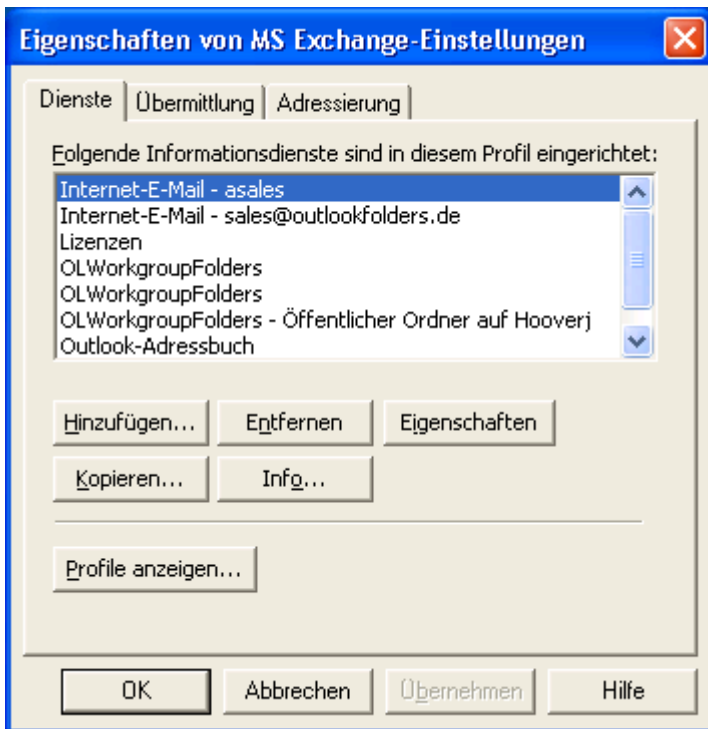 Eigenschaften von MS Exchange-Einstellungen
Dienste Übermittlung Adressierung
Folgende Informationsdienste sind in diesem Profil eingerichtet:
Internet-E-Mail - asales
Internet-E-Mail - sales@outlookfolders.de
Lizenzen
OLWorkgroupFolders
OLWorkgroupFolders
OLWorkgroupFolders - Öffentlicher Ordner auf Hooverj
Outlook-Adressbuch
Hinzufügen... Entfernen Eigenschaften
Kopieren... Info...
Profile anzeigen...
OK Abbrechen Übernehmen Hilfe